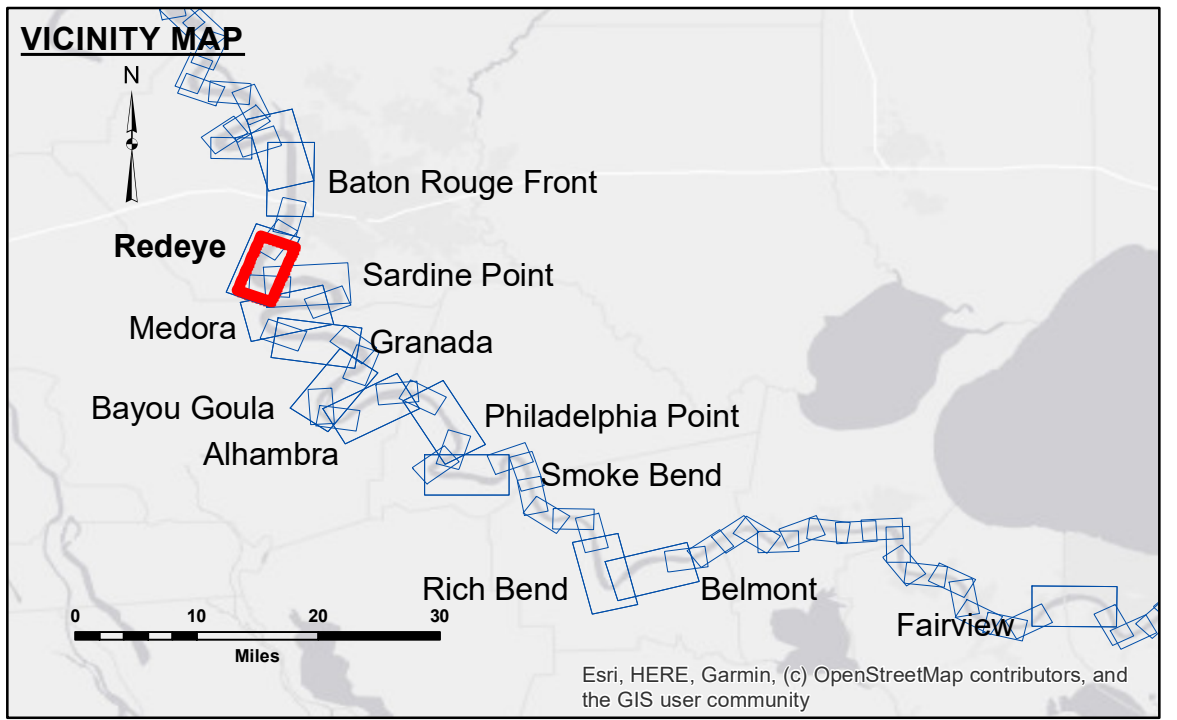 VICINITY MAP
N
Baton Rouge Front
Redeye
Sardine Point
Medora
Granada
Bayou Goula
Philadelphia Point
Alhambra
Smoke Bend
Rich Bend
Belmont
Fairview
0 10 20 30
Miles
Esri, HERE, Garmin, (c) OpenStreetMap contributors, and
the GIS user community